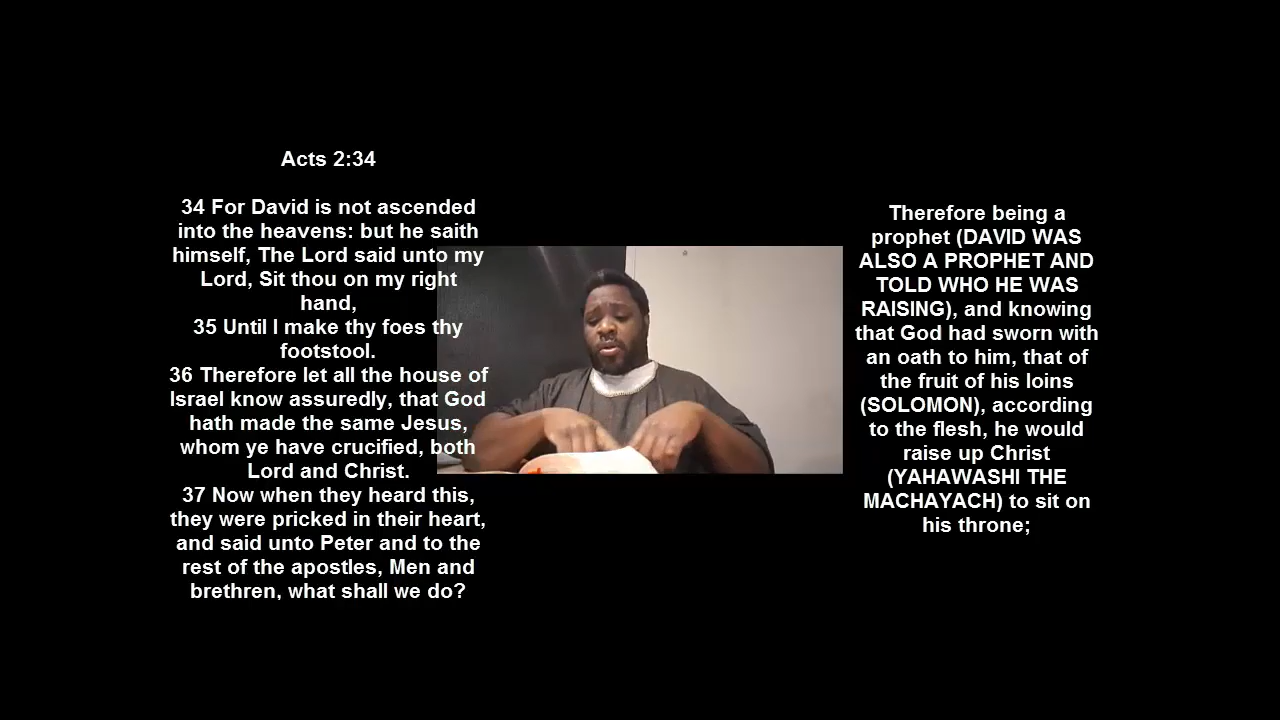 Acts 2:34
34 For David is not ascended
into the heavens: but he saith
himself, The Lord said unto my
Lord, Sit thou on my right
hand,
35 Until I make thy foes thy
footstool.
36 Therefore let all the house of
Israel know assuredly, that God
hath made the same Jesus,
whom ye have crucified, both
Lord and Christ.
37 Now when they heard this,
they were pricked in their heart,
and said unto Peter and to the
rest of the apostles, Men and
brethren, what shall we do?
Therefore being a
prophet (DAVID WAS
ALSO A PROPHET AND
TOLD WHO HE WAS
RAISING), and knowing
that God had sworn with
an oath to him, that of
the fruit of his loins
(SOLOMON), according
to the flesh, he would
raise up Christ
(YAHAWASHI THE
MACHAYACH) to sit on
his throne;